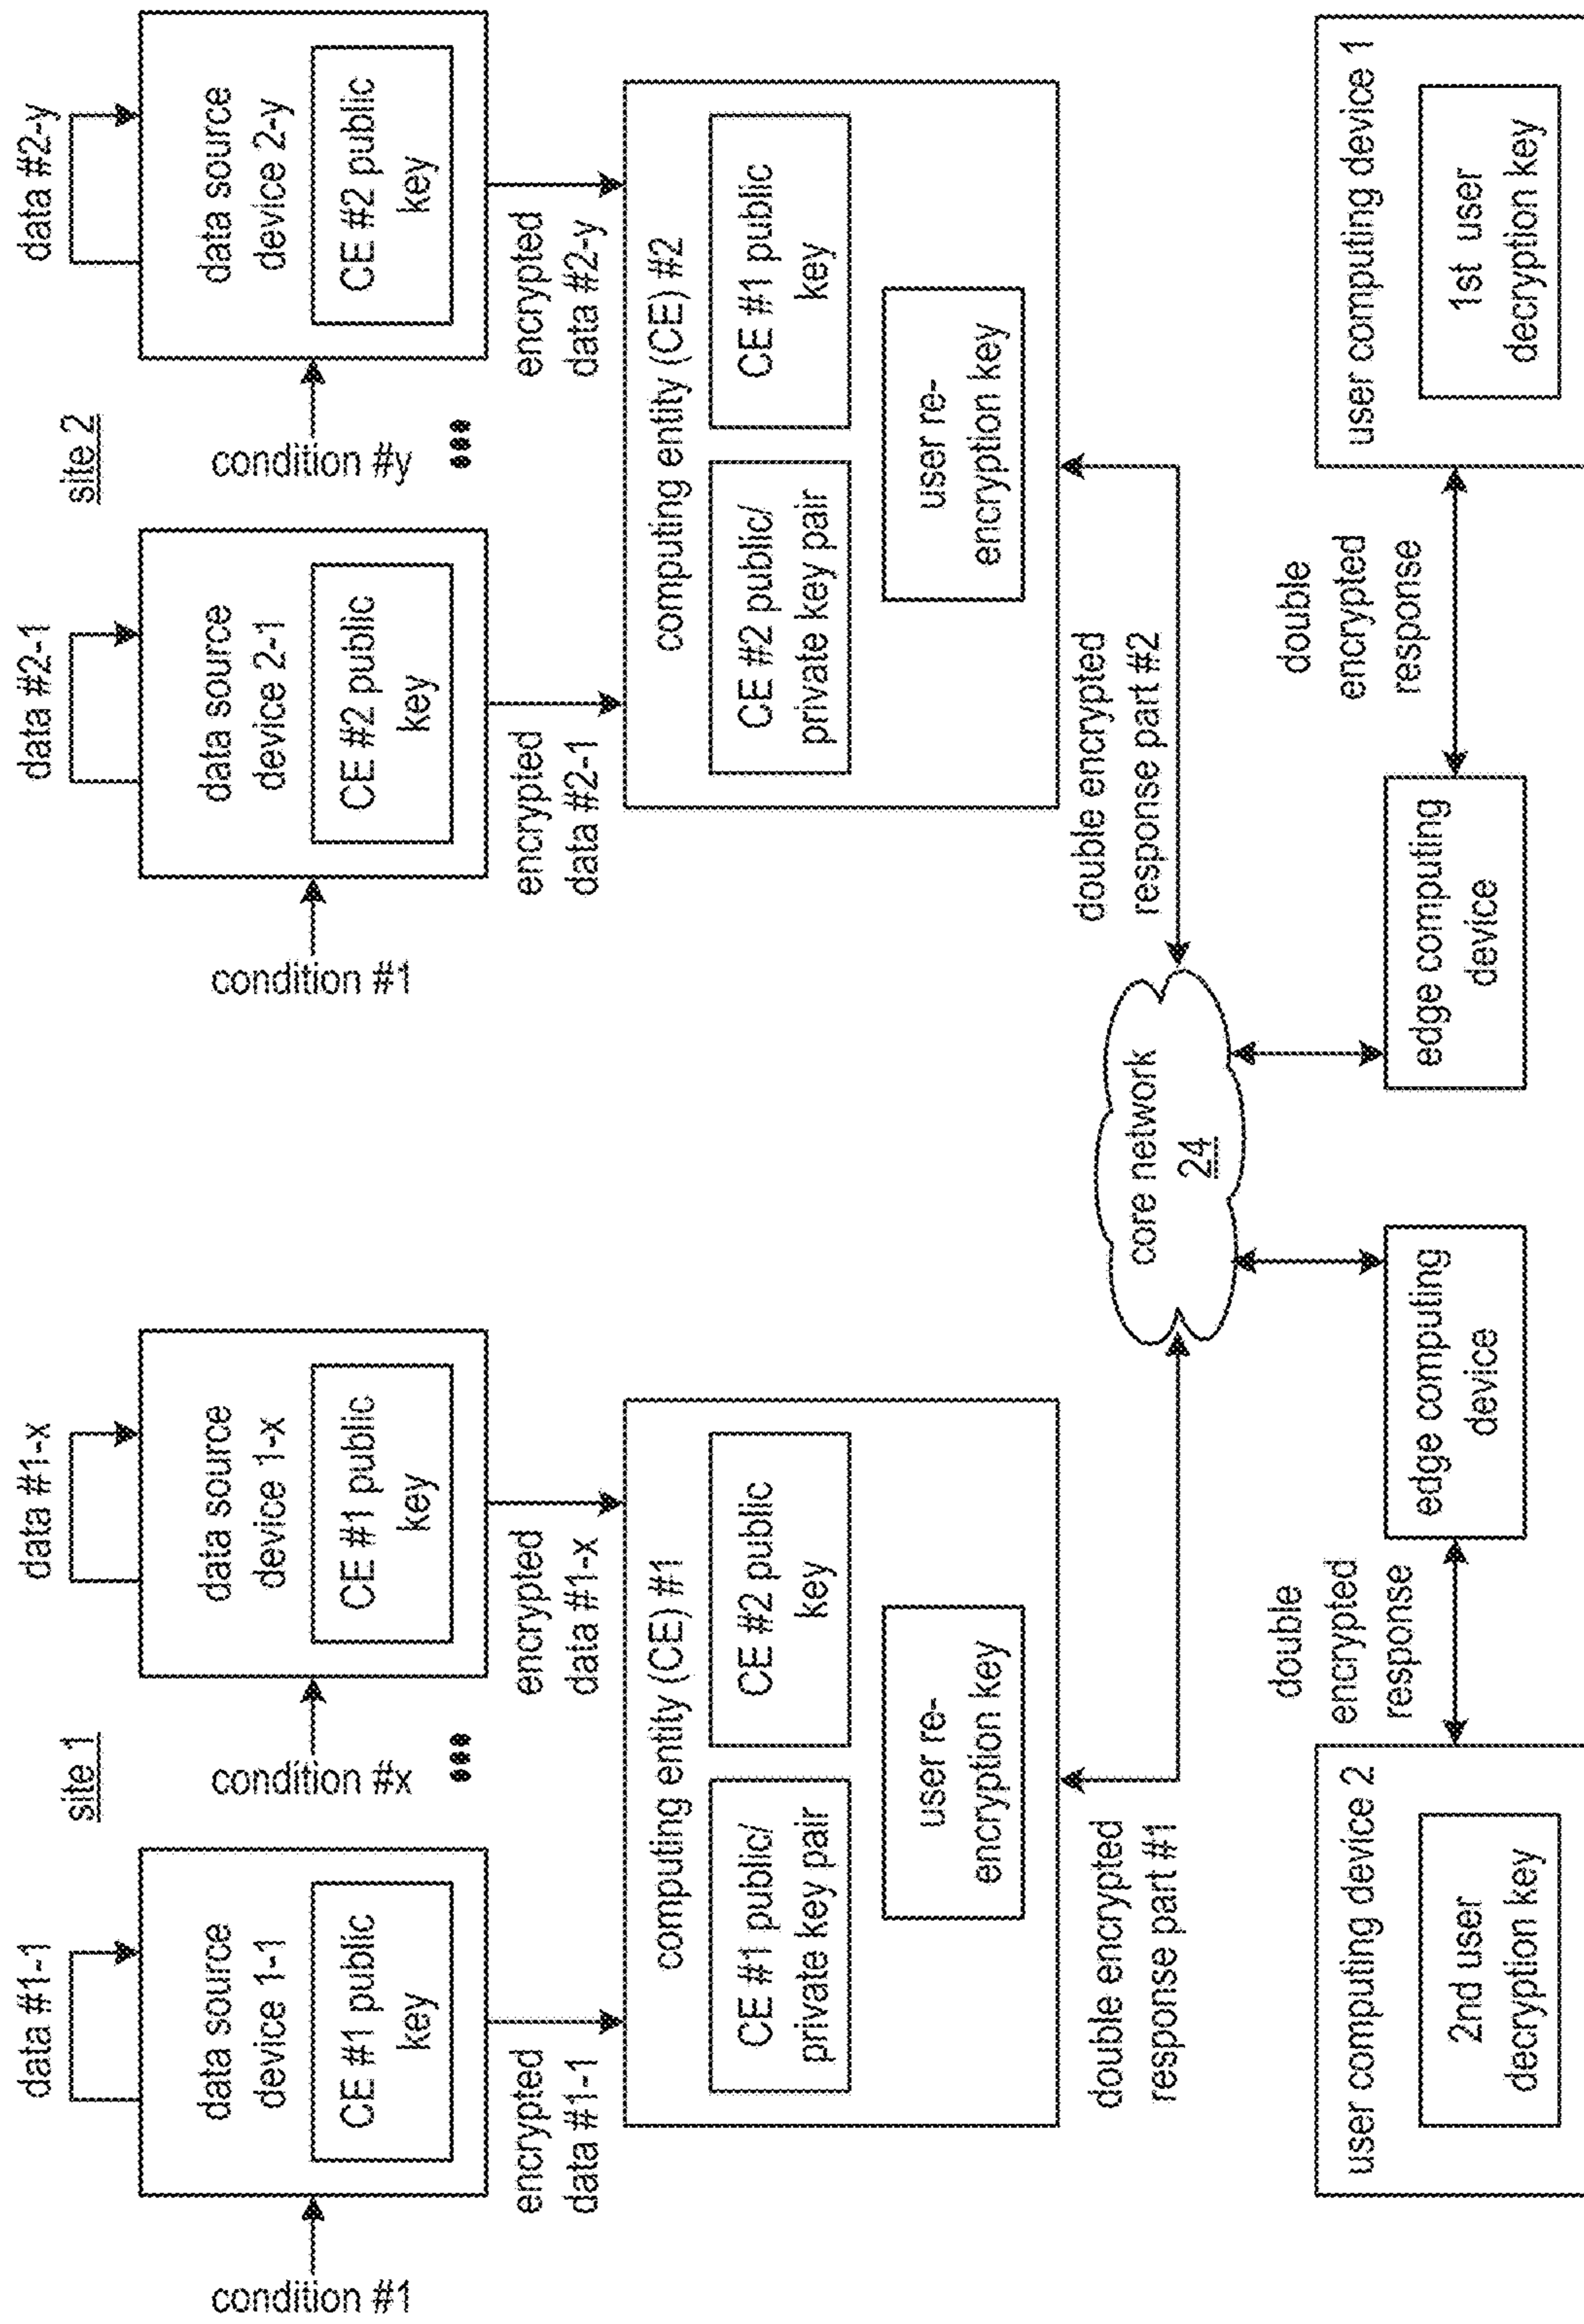 site 1
data #1-1
data source
device 1-1
CE #1 public
key
condition #1
encrypted
data #1-1
data #1-x
data source
device 1-x
CE #1 public
key
condition #x
encrypted
data #1-x
computing entity (CE) #1
CE #1 public/
private key pair
CE #2 public
key
user re-
encryption key
double encrypted
response part #1
site 2
data #2-1
data source
device 2-1
CE #2 public
key
condition #1
encrypted
data #2-1
data #2-y
data source
device 2-y
CE #2 public
key
condition #y
encrypted
data #2-y
computing entity (CE) #2
CE #2 public/
private key pair
CE #1 public
key
user re-
encryption key
double encrypted
response part #2
core network
24
user computing device 2
2nd user
decryption key
double
encrypted
response
edge computing
device
edge computing
device
double
encrypted
response
user computing device 1
1st user
decryption key